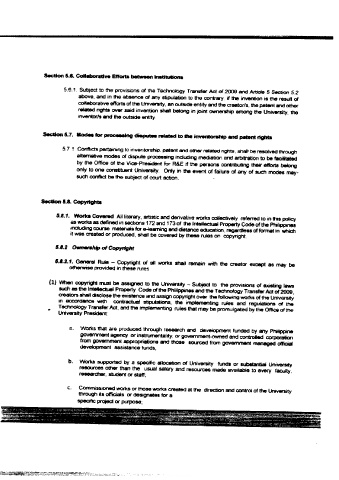 Section 5.6. Collaborative Efforts between Institutions
5.6.1. Subject to the provisions of the Technology Transfer Act of 2009 and Article 5 Section 5.2
above, and in the absence of any stipulation to the contrary, if the invention is the result of
collaborative efforts of the University, an outside entity and the creator/s, the patent and other
related rights over said invention shall belong in joint ownership among the University, the
inventor/s and the outside entity.
Section 5.7. Modes for processing disputes related to the inventorship and patent rights
5.7.1 Conflicts pertaining to inventorship, patent and other related rights, shall be resolved through
alternative modes of dispute processing including mediation and arbitration to be facilitated
by the Office of the Vice-President for R&E if the persons contributing their efforts belong
only to one constituent University. Only in the event of failure of any of such modes may
such conflict be the subject of court action.
Section 5.8. Copyrights
5.8.1. Works Covered. All literary, artistic and derivative works collectively referred to in this policy
as works as defined in sections 172 and 173 of the Intellectual Property Code of the Philippines
including course materials for e-learning and distance education, regardless of format in which
it was created or produced, shall be covered by these rules on copyright.
5.8.2 Ownership of Copyright
5.8.2.1. General Rule – Copyright of all works shall remain with the creator except as may be
otherwise provided in these rules
(1) When copyright must be assigned to the University – Subject to the provisions of existing laws
such as the Intellectual Property Code of the Philippines and the Technology Transfer Act of 2009,
creators shall disclose the existence and assign copyright over the following works of the University
in accordance with contractual stipulations, the implementing rules and regulations of the
Technology Transfer Act, and the implementing rules that may be promulgated by the Office of the
University President:
a. Works that are produced through research and development funded by any Philippine
government agency or instrumentality or government-owned and controlled corporation
from government appropriations and those sourced from government managed official
development assistance funds,
b. Works supported by a specific allocation of University funds or substantial University
resources other than the usual salary and resources made available to every faculty,
researcher, student or staff,
c. Commissioned works or those works created at the direction and control of the University
through its officials or designates for a
specific project or purpose;